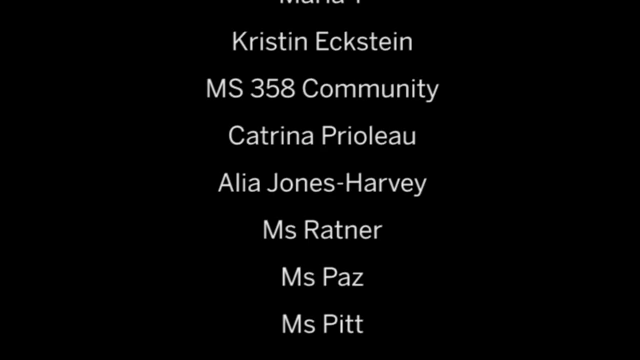 Kristin Eckstein
MS 358 Community
Catrina Prioleau
Alia Jones-Harvey
Ms Ratner
Ms Paz
Ms Pitt